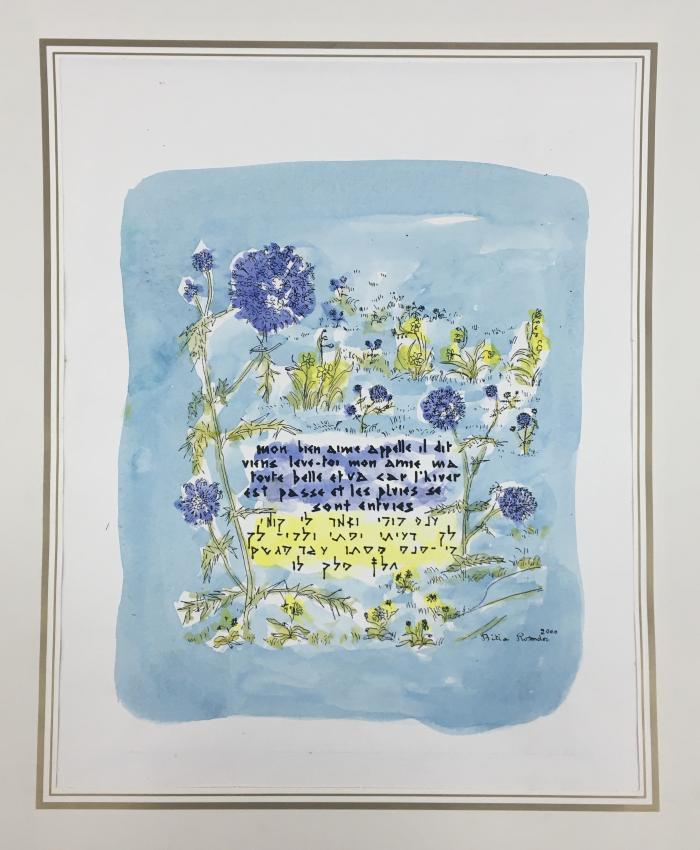 mon bien aime appelle il dit
viens leve-toi mon amie ma
toute belle et va car l'hiver
est passe et les pluies se
sont enfuies
ענה דודי ואמר לי קומי
לך רעיתי יפתי ולכי-לך
כי-הנה הסתו עבר הגשם
חלף הלך לו
2000